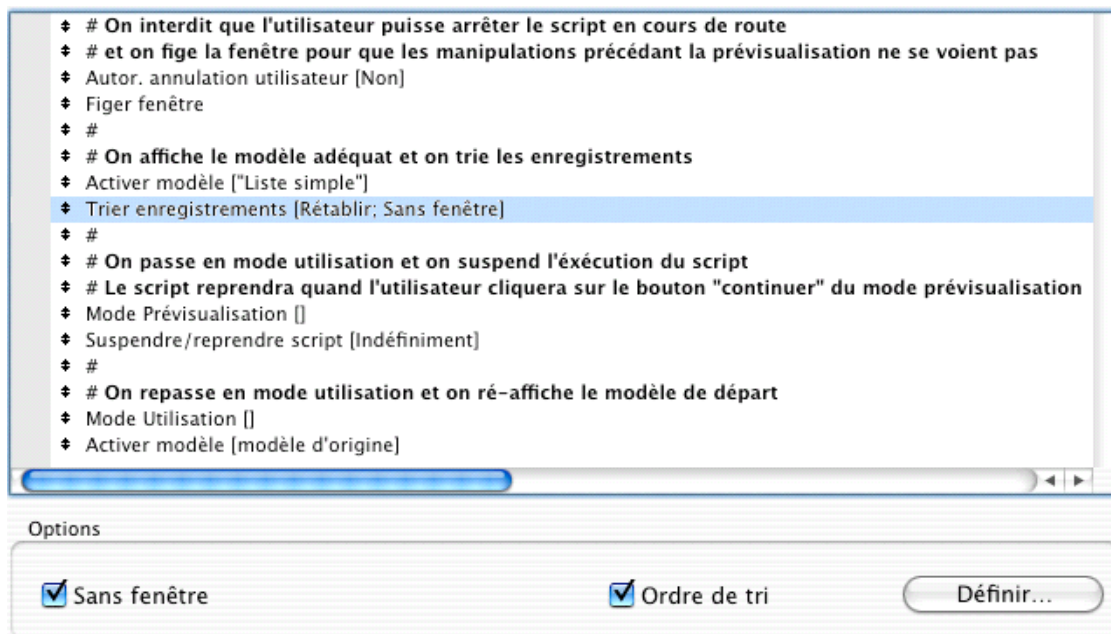 # On interdit que l'utilisateur puisse arrêter le script en cours de route
# et on fige la fenêtre pour que les manipulations précédant la prévisualisation ne se voient pas
Autor. annulation utilisateur [Non]
Figer fenêtre
#
# On affiche le modèle adéquat et on trie les enregistrements
Activer modèle ["Liste simple"]
Trier enregistrements [Rétablir; Sans fenêtre]
#
# On passe en mode utilisation et on suspend l'éxécution du script
# Le script reprendra quand l'utilisateur cliquera sur le bouton "continuer" du mode prévisualisation
Mode Prévisualisation []
Suspendre/reprendre script [Indéfiniment]
#
# On repasse en mode utilisation et on ré-affiche le modèle de départ
Mode Utilisation []
Activer modèle [modèle d'origine]
Options
Sans fenêtre
Ordre de tri
Définir...